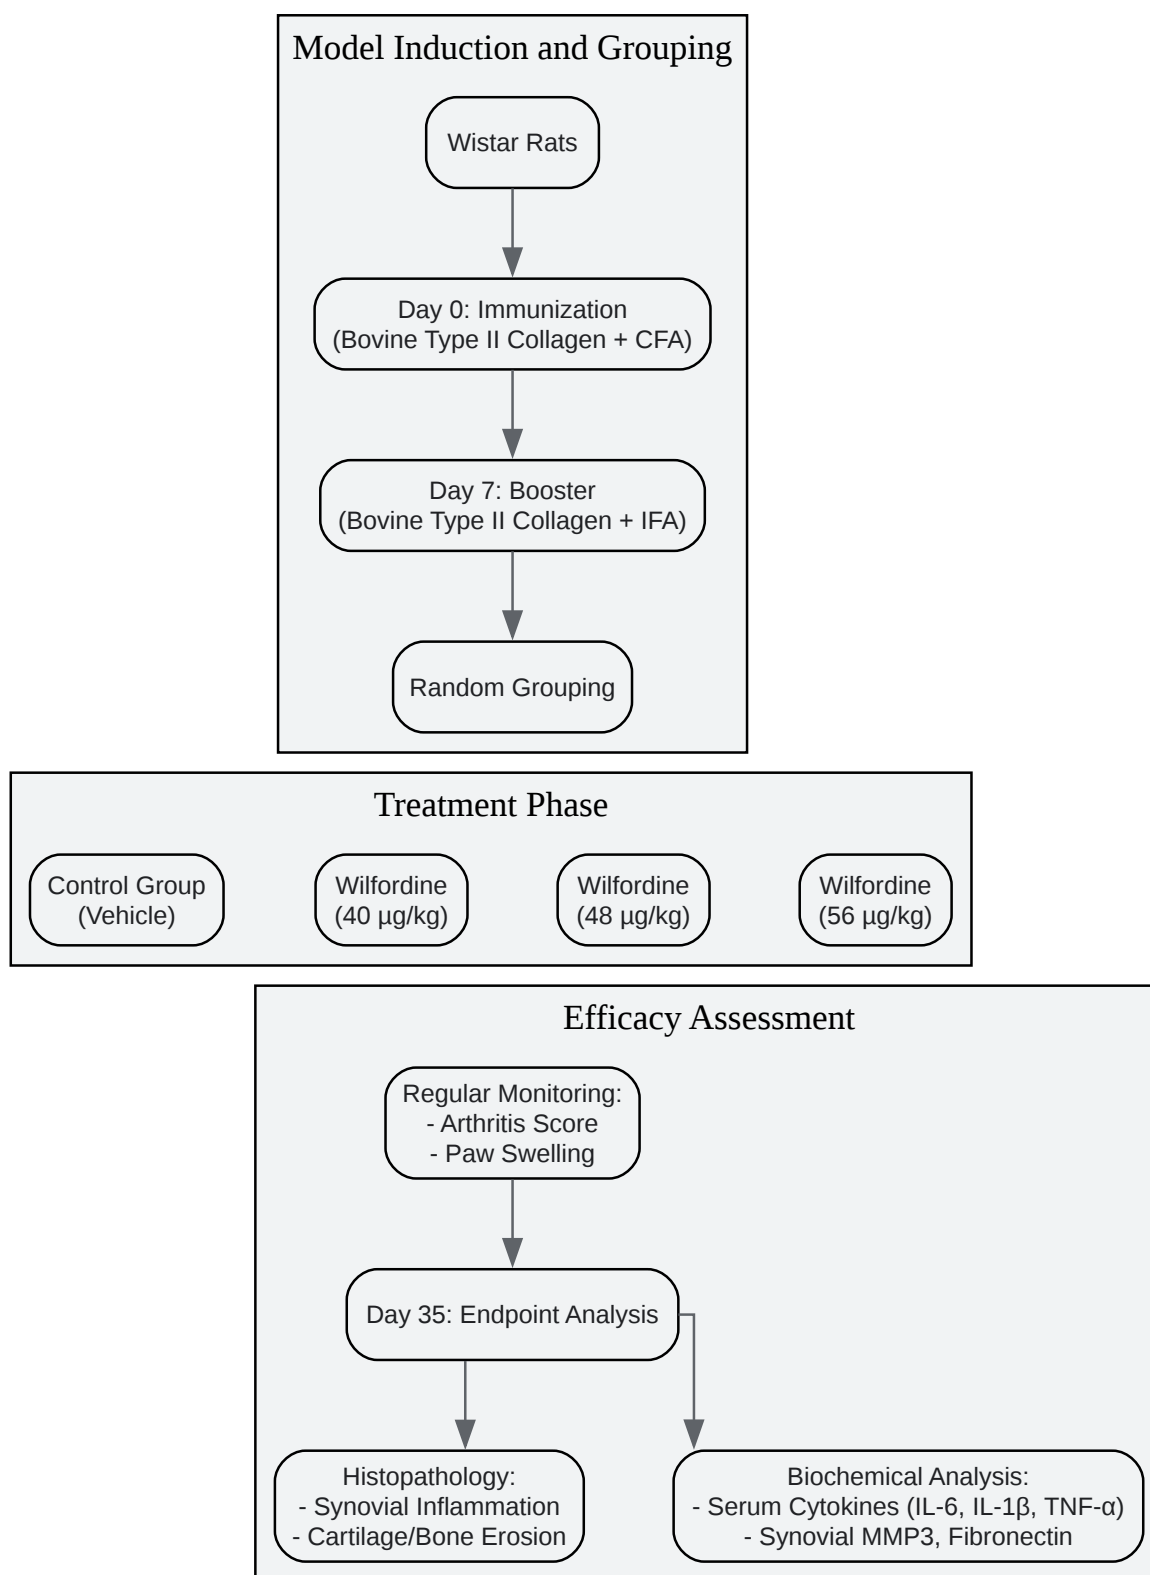 Model Induction and Grouping
Wistar Rats
Day 0: Immunization
(Bovine Type II Collagen + CFA)
Day 7: Booster
(Bovine Type II Collagen + IFA)
Random Grouping
Treatment Phase
Control Group
(Vehicle)
Wilfordine
(40 µg/kg)
Wilfordine
(48 µg/kg)
Wilfordine
(56 µg/kg)
Efficacy Assessment
Regular Monitoring:
- Arthritis Score
- Paw Swelling
Day 35: Endpoint Analysis
Histopathology:
- Synovial Inflammation
- Cartilage/Bone Erosion
Biochemical Analysis:
- Serum Cytokines (IL-6, IL-1β, TNF-α)
- Synovial MMP3, Fibronectin